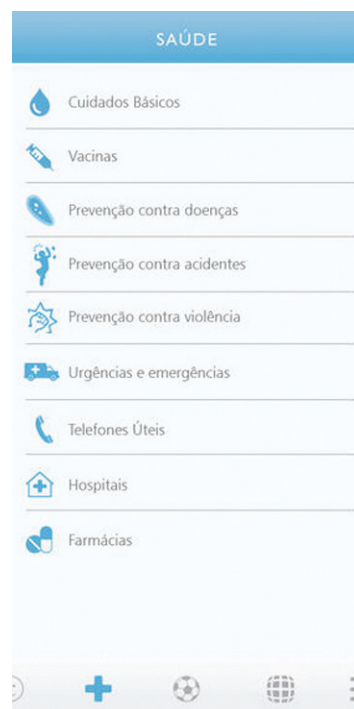 SAÚDE
Cuidados Básicos
Vacinas
Prevenção contra doenças
Prevenção contra acidentes
Prevenção contra violência
Urgências e emergências
Telefones Úteis
Hospitais
Farmácias